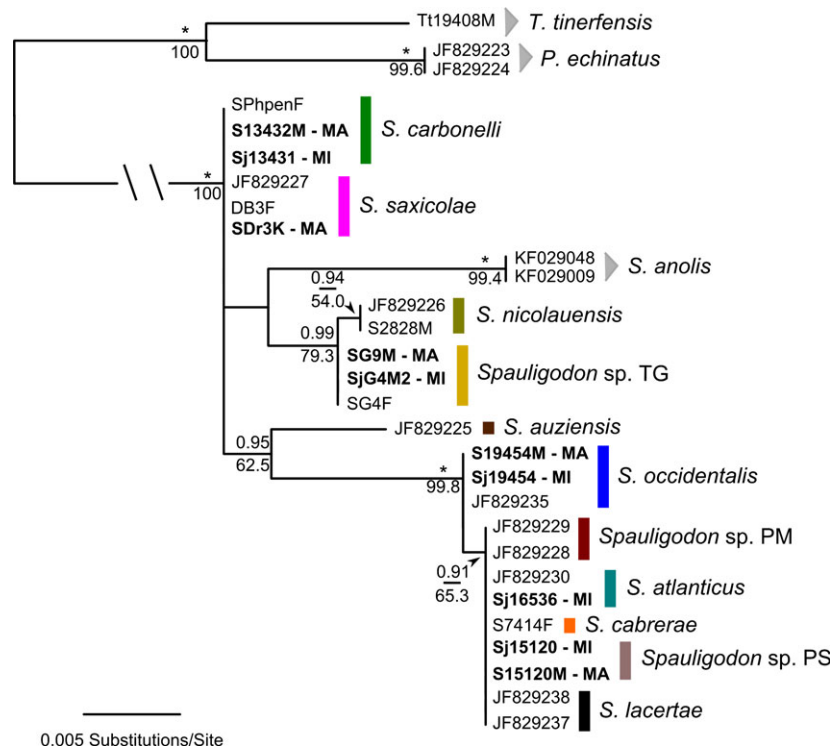 Tt19408M
T. tinerfensis
*
100
*
99.6
JF829223
JF829224
P. echinatus
SPhpenF
S13432M - MA
Sj13431 - MI
S. carbonelli
*
100
JF829227
DB3F
SDr3K - MA
S. saxicolae
*
99.4
KF029048
KF029009
S. anolis
0.94
54.0
JF829226
S2828M
S. nicolauensis
0.99
79.3
SG9M - MA
SjG4M2 - MI
SG4F
Spauligodon sp. TG
0.95
62.5
JF829225
S. auziensis
*
99.8
S19454M - MA
Sj19454 - MI
JF829235
S. occidentalis
JF829229
JF829228
Spauligodon sp. PM
0.91
65.3
JF829230
Sj16536 - MI
S. atlanticus
S7414F
S. cabrerae
Sj15120 - MI
S15120M - MA
Spauligodon sp. PS
JF829238
JF829237
S. lacertae
0.005 Substitutions/Site